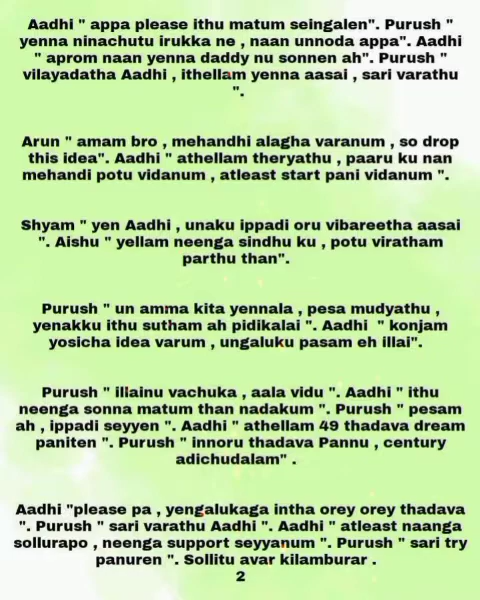 Aadhi " appa please ithu matum seingalen". Purush "
yenna ninachutu irukka ne , naan unnoda appa". Aadhi
" aprom naan yenna daddy nu sonnen ah". Purush "
vilayadatha Aadhi , ithellam yenna aasai , sari varathu
".
Arun " amam bro , mehandhi alagha varanum , so drop
this idea". Aadhi " athellam theryathu , paaru ku nan
mehandi potu vidanum , atleast start pani vidanum ".
Shyam " yen Aadhi , unaku ippadi oru vibareetha aasai
". Aishu " yellam neenga sindhu ku , potu viratham
parthu than".
Purush " un amma kita yennala , pesa mudyathu ,
yenakku ithu sutham ah pidikalai ". Aadhi " konjam
yosicha idea varum , ungaluku pasam eh illai".
Purush " illainu vachuka , aala vidu ". Aadhi " ithu
neenga sonna matum than nadakum ". Purush " pesam
ah , ippadi seyyen ". Aadhi " athellam 49 thadava dream
paniten ". Purush " innoru thadava Pannu , century
adichudalam" .
Aadhi "please pa , yengalukaga intha orey orey thadava
". Purush " sari varathu Aadhi ". Aadhi " atleast naanga
sollurapo , neenga support seyyanum ". Purush " sari try
panuren ". Sollitu avar kilamburar .
2